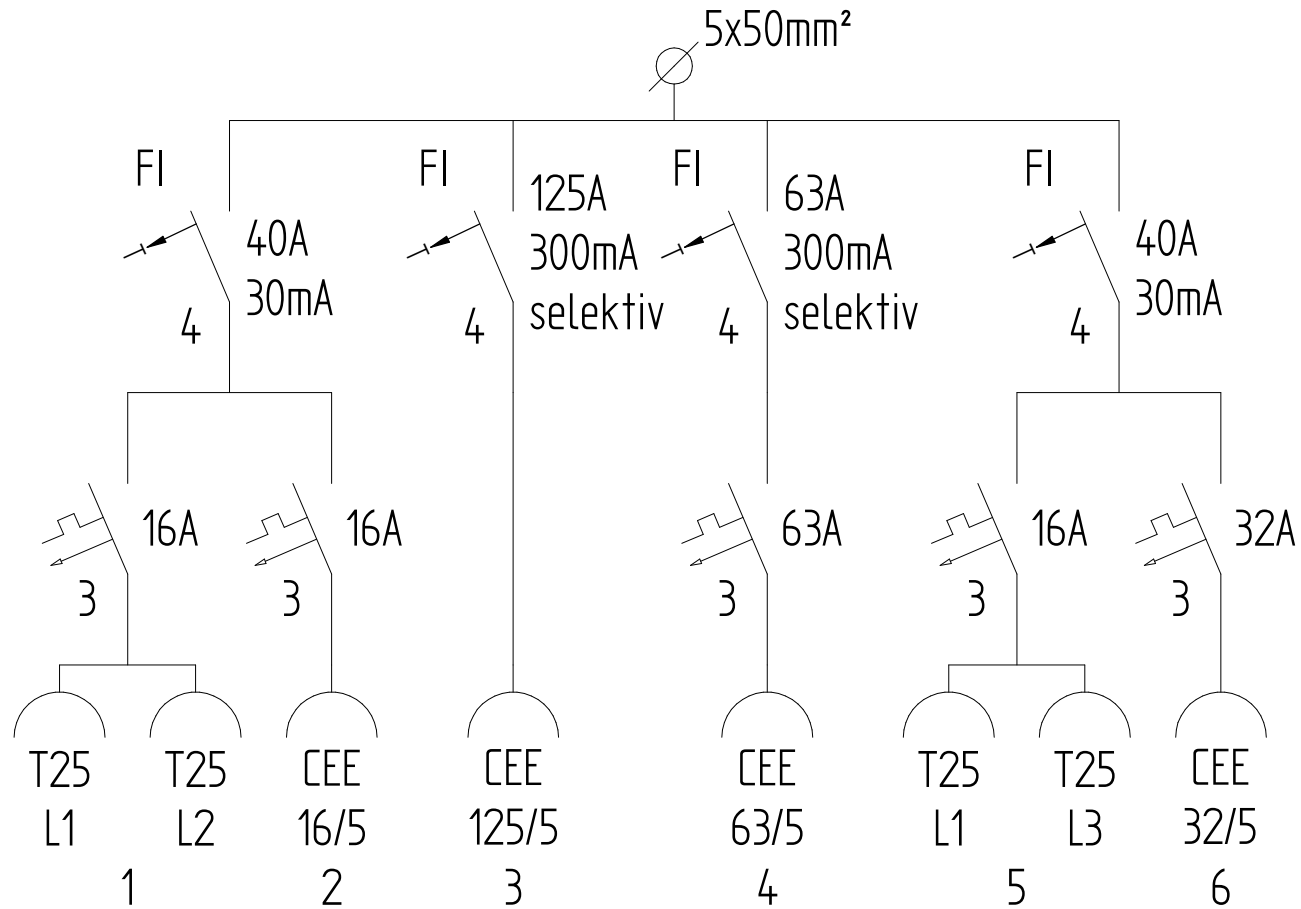 5x50mm²
FI
40A
30mA
4
FI
125A
300mA
selektiv
4
FI
63A
300mA
selektiv
4
FI
40A
30mA
4
16A
3
16A
3
63A
3
16A
3
32A
3
T25
L1
T25
L2
1
CEE
16/5
2
CEE
125/5
3
CEE
63/5
4
T25
L1
T25
L3
5
CEE
32/5
6